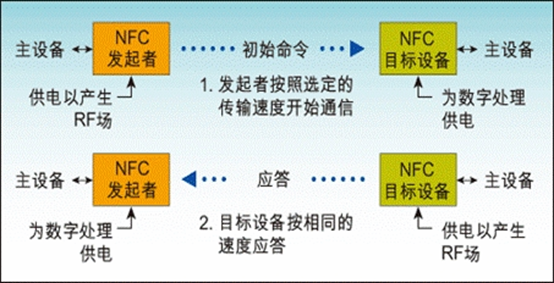 主设备
NFC
发起者
初始命令
NFC
目标设备
主设备
供电以产生
RF场
1. 发起者按照选定的
传输速度开始通信
为数字处理
供电
主设备
NFC
发起者
应答
NFC
目标设备
主设备
为数字处理
供电
2. 目标设备按相同的
速度应答
供电以产生
RF场